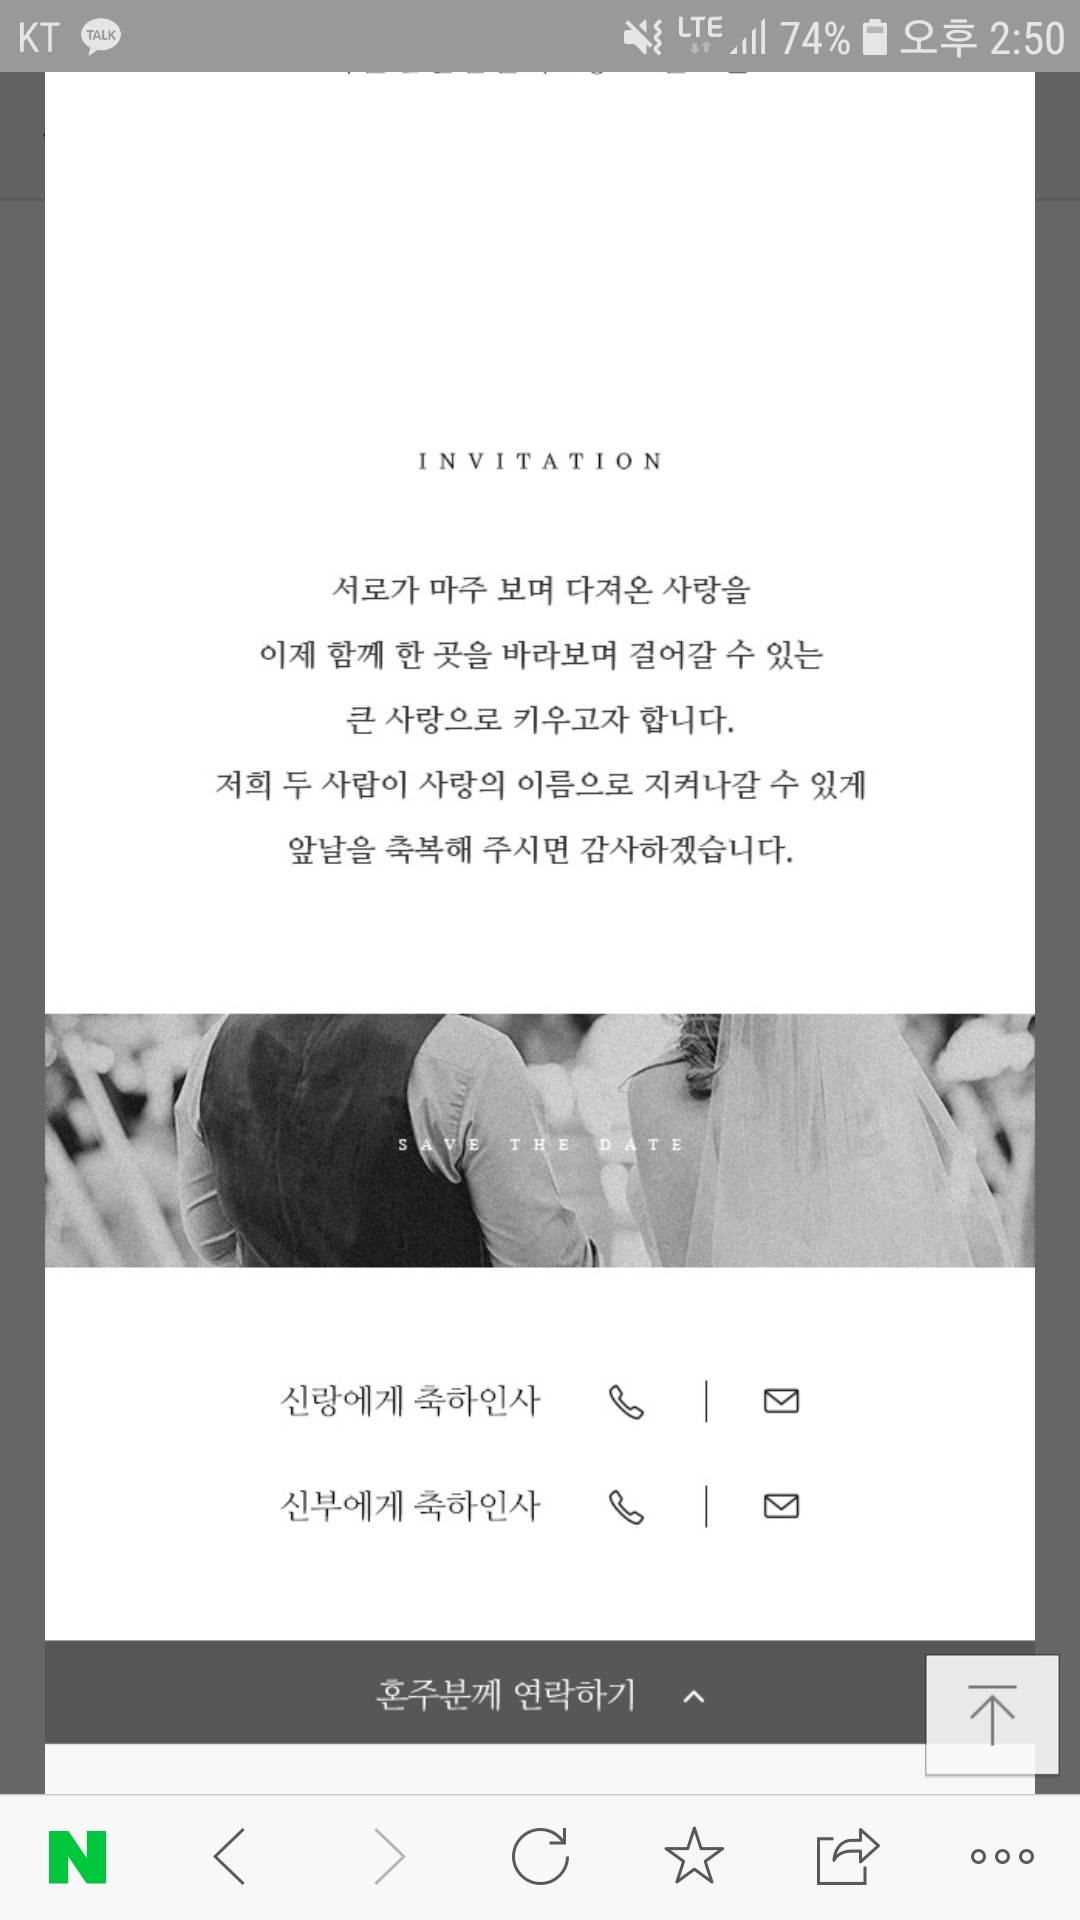 KT TALK LTE 74% 오후 2:50
INVITATION
서로가 마주 보며 다져온 사랑을
이제 함께 한 곳을 바라보며 걸어갈 수 있는
큰 사랑으로 키우고자 합니다.
저희 두 사람이 사랑의 이름으로 지켜나갈 수 있게
앞날을 축복해 주시면 감사하겠습니다.
SAVE THE DATE
신랑에게 축하인사
신부에게 축하인사
혼주분께 연락하기
N